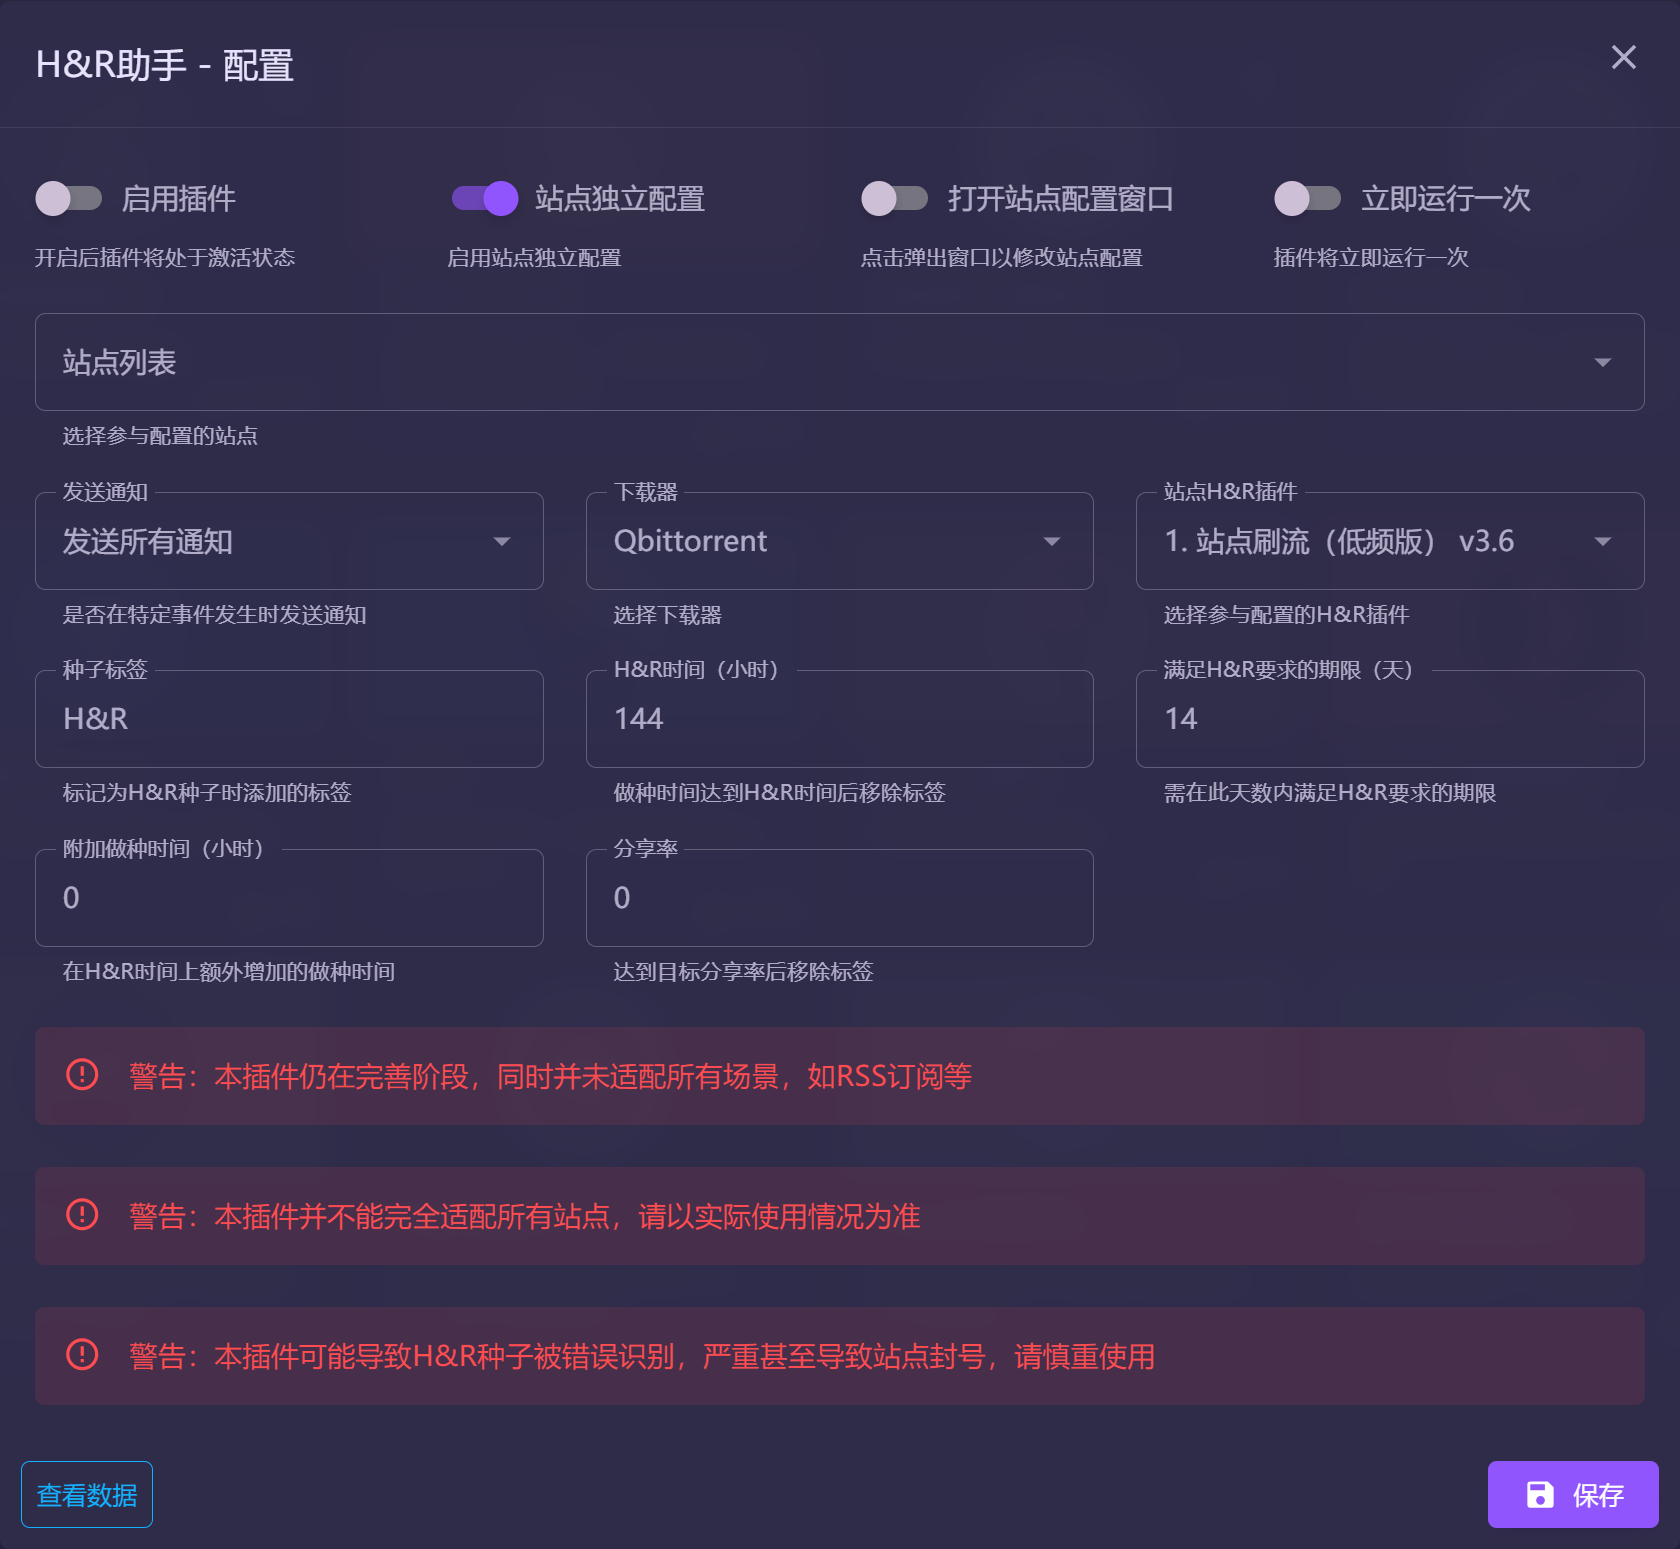 H&R助手 - 配置
启用插件
站点独立配置
打开站点配置窗口
立即运行一次
开启后插件将处于激活状态
启用站点独立配置
点击弹出窗口以修改站点配置
插件将立即运行一次
站点列表
选择参与配置的站点
发送通知
下载器
站点H&R插件
发送所有通知
Qbittorrent
1. 站点刷流（低频版） v3.6
是否在特定事件发生时发送通知
选择下载器
选择参与配置的H&R插件
种子标签
H&R时间（小时）
满足H&R要求的期限（天）
H&R
144
14
标记为H&R种子时添加的标签
做种时间达到H&R时间后移除标签
需在此天数内满足H&R要求的期限
附加做种时间（小时）
分享率
0
0
在H&R时间上额外增加的做种时间
达到目标分享率后移除标签
警告：本插件仍在完善阶段，同时并未适配所有场景，如RSS订阅等
警告：本插件并不能完全适配所有站点，请以实际使用情况为准
警告：本插件可能导致H&R种子被错误识别，严重甚至导致站点封号，请慎重使用
查看数据
保存